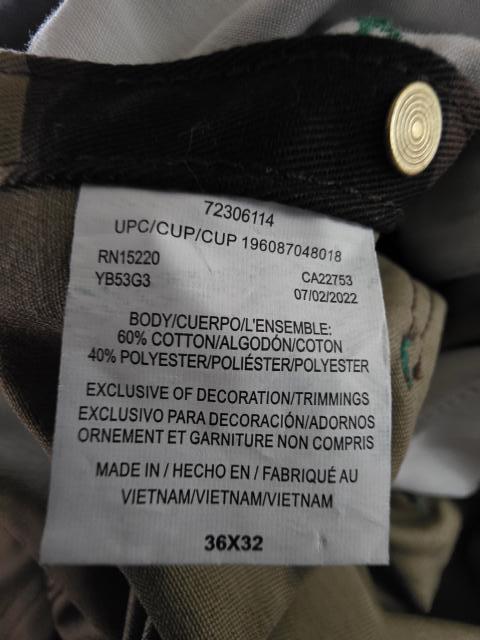 72306114
UPC/CUP/CUP 196087048018
RN15220
YB53G3
CA22753
07/02/2022
BODY/CUERPO/L'ENSEMBLE:
60% COTTON/ALGODÓN/COTON
40% POLYESTER/POLIÉSTER/POLYESTER
EXCLUSIVE OF DECORATION/TRIMMINGS
EXCLUSIVO PARA DECORACIÓN/ADORNOS
ORNEMENT ET GARNITURE NON COMPRIS
MADE IN / HECHO EN / FABRIQUÉ AU
VIETNAM/VIETNAM/VIETNAM
36X32